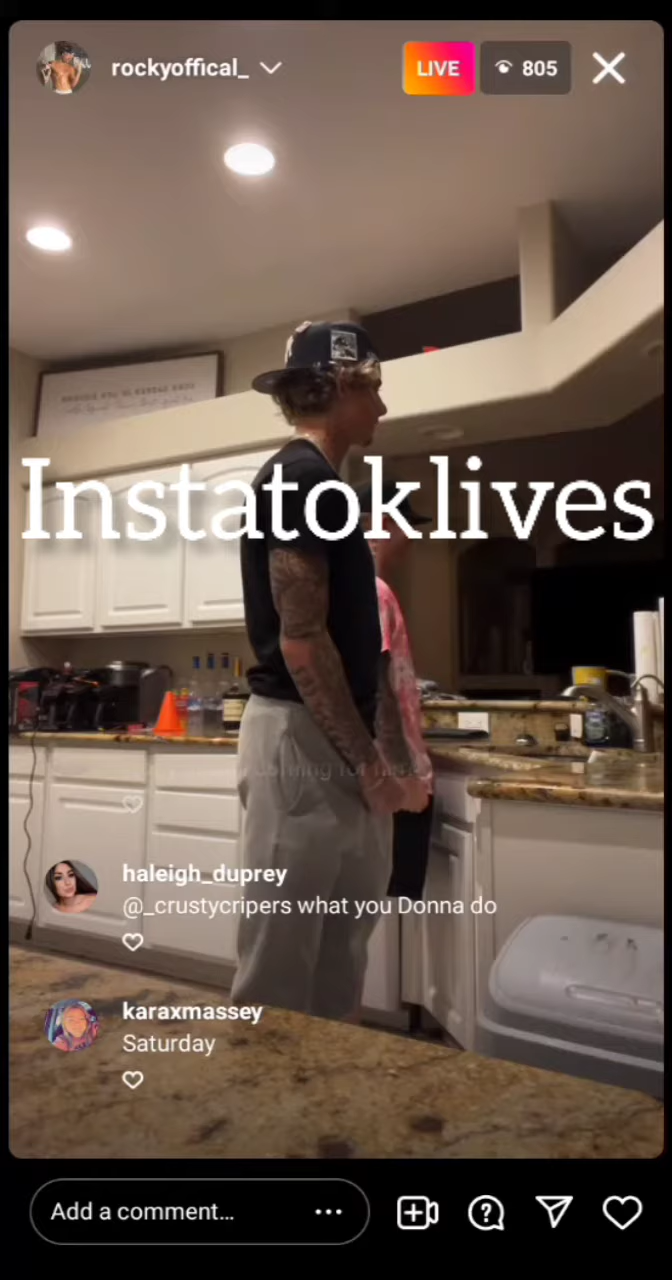 rockyoffical_
LIVE
805
Instatoklives
haleigh_duprey
@_crustycripers what you Donna do
karaxmassey
Saturday
Add a comment…